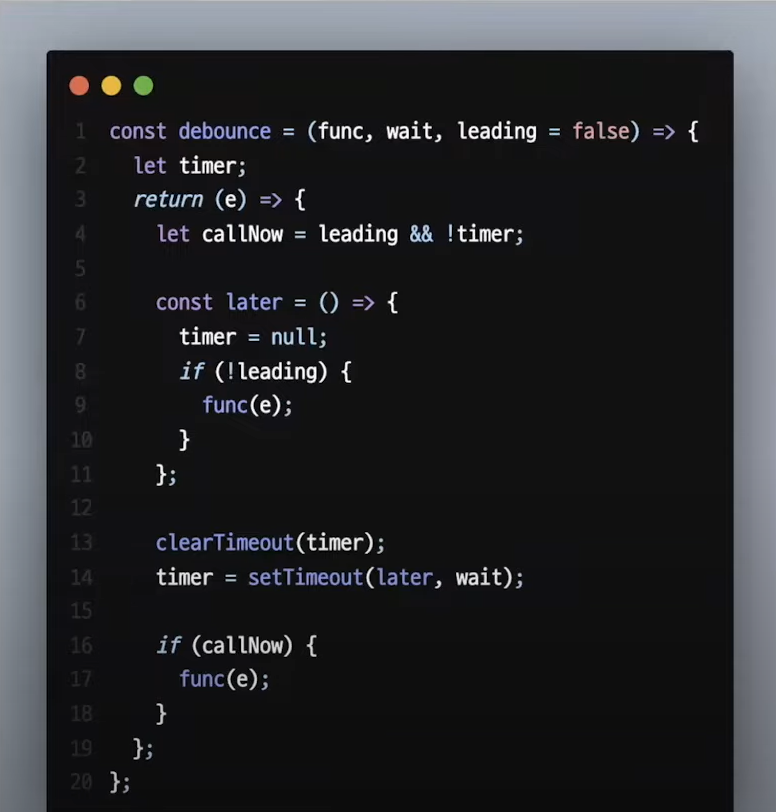 1 const debounce = (func, wait, leading = false) => {
2 let timer;
3 return (e) => {
4 let callNow = leading && !timer;
5
6 const later = () => {
7 timer = null;
8 if (!leading) {
9 func(e);
10 }
11 };
12
13 clearTimeout(timer);
14 timer = setTimeout(later, wait);
15
16 if (callNow) {
17 func(e);
18 }
19 };
20 };